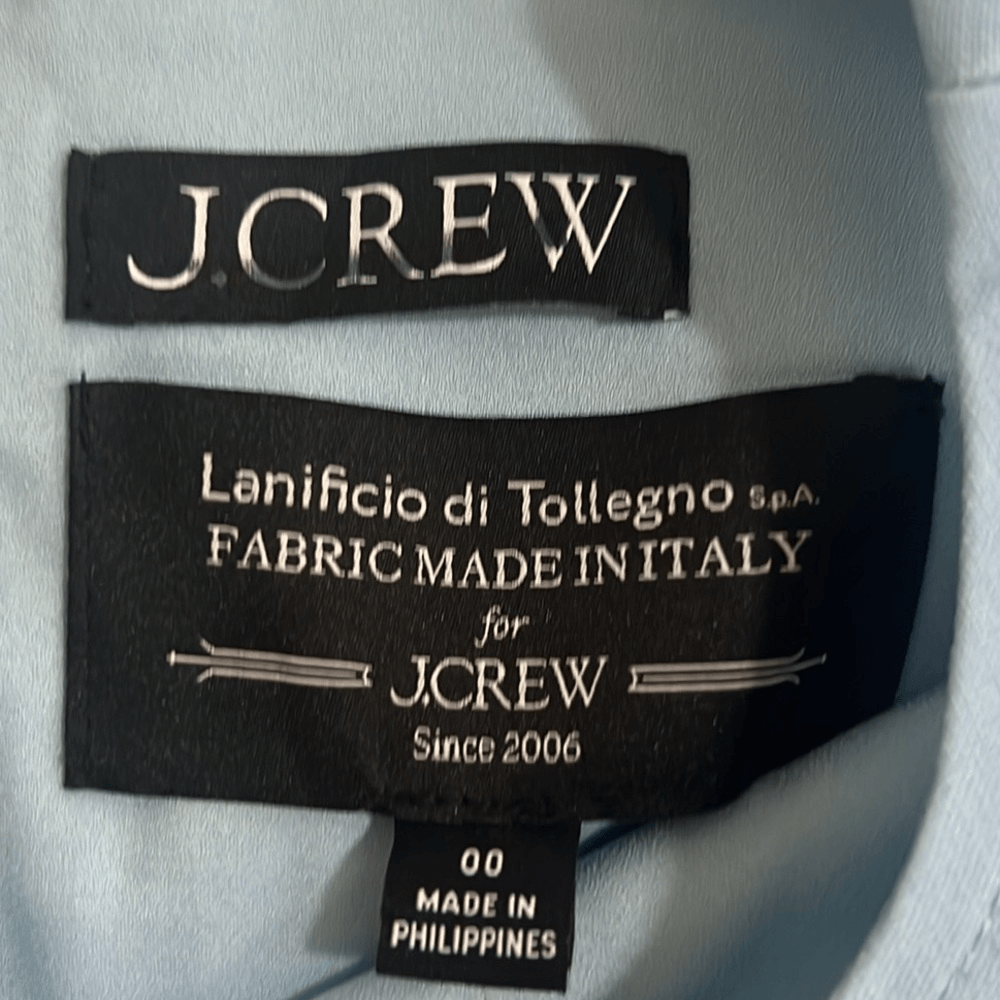 J.CREW
Lanificio di Tollegno S.p.A.
FABRIC MADE IN ITALY
for
J.CREW
Since 2006
00
MADE IN
PHILIPPINES